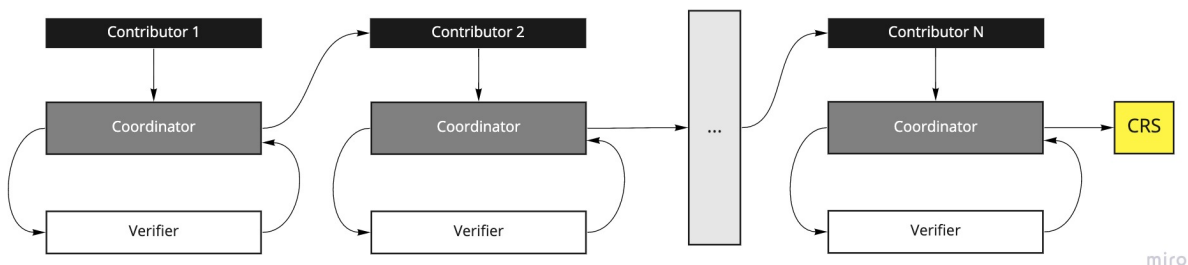 Contributor 1
Coordinator
Verifier
Contributor 2
Coordinator
Verifier
...
Contributor N
Coordinator
Verifier
CRS
miro